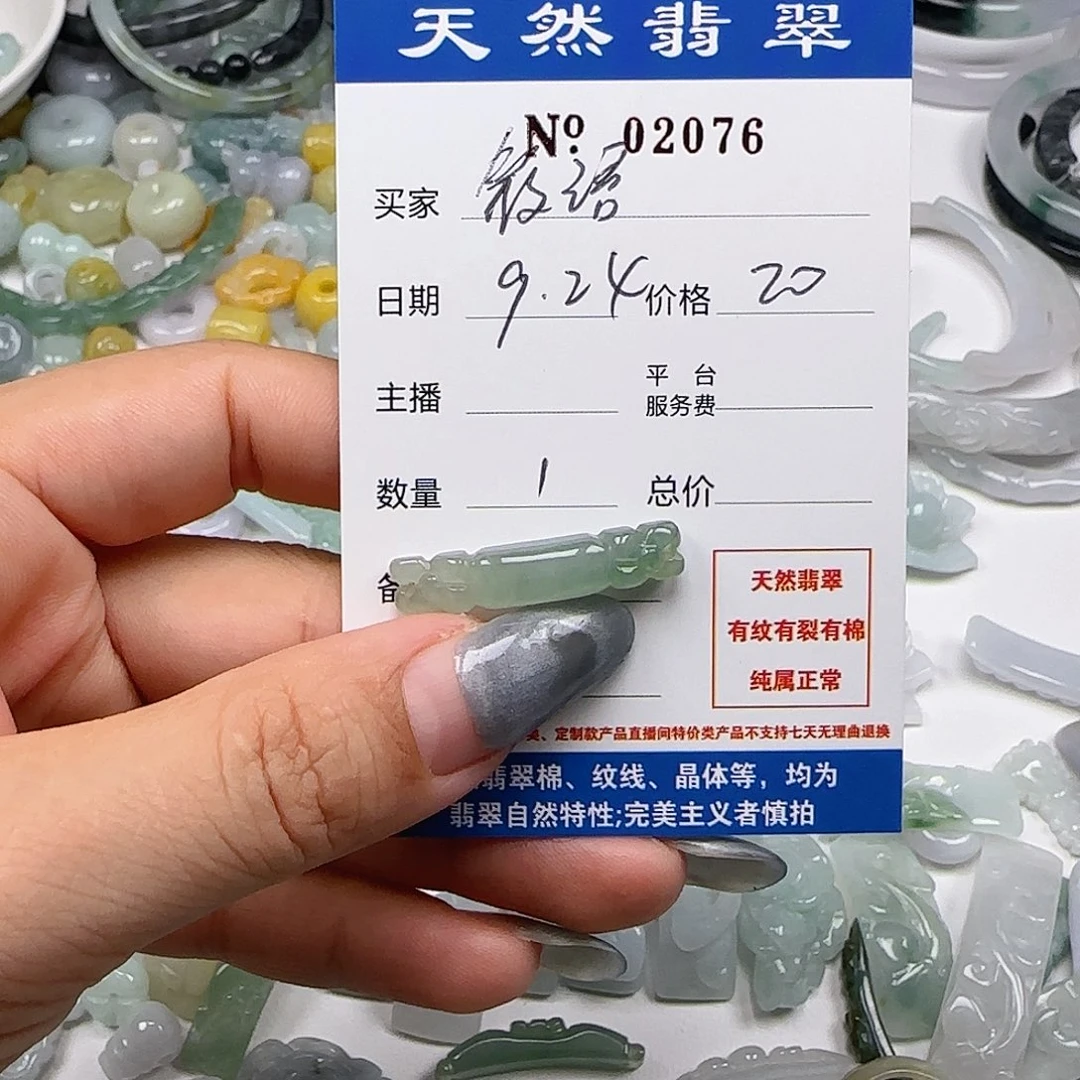 天然翡翠
Nº 02076
买家 叙语
日期 9.24 价格 20
主播 平台服务费
数量 1 总价
备
天然翡翠
有纹有裂有棉
纯属正常
、定制款产品直播间特价类产品不支持七天无理由退换
翡翠棉、纹线、晶体等，均为
翡翠自然特性;完美主义者慎拍